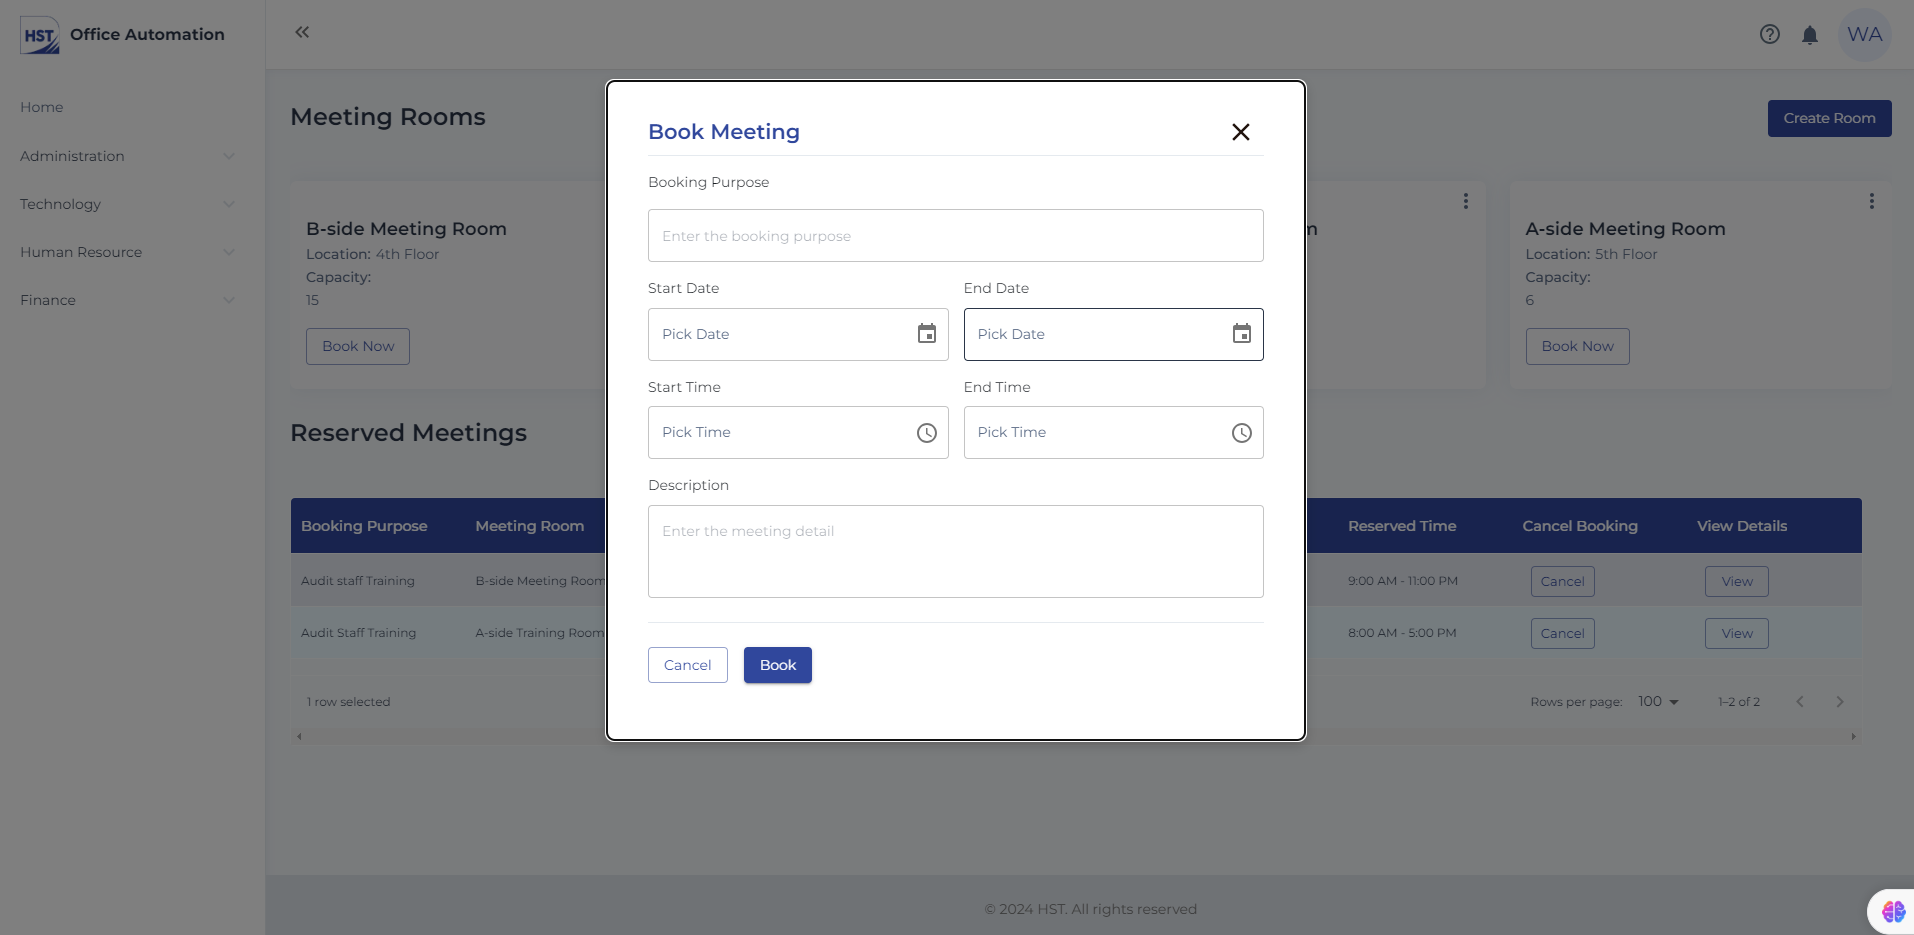 HST Office Automation
WA
Home
Administration
Technology
Human Resource
Finance
Meeting Rooms
Create Room
B-side Meeting Room
Location: 4th Floor
Capacity:
15
Book Now
m
A-side Meeting Room
Location: 5th Floor
Capacity:
6
Book Now
Book Meeting
Booking Purpose
Enter the booking purpose
Start Date End Date
Pick Date Pick Date
Start Time End Time
Pick Time Pick Time
Description
Enter the meeting detail
Cancel Book
Reserved Meetings
Booking Purpose Meeting Room Reserved Time Cancel Booking View Details
Audit staff Training B-side Meeting Room 9:00 AM - 11:00 PM Cancel View
Audit Staff Training A-side Training Room 8:00 AM - 5:00 PM Cancel View
1 row selected Rows per page: 100 1–2 of 2
© 2024 HST. All rights reserved